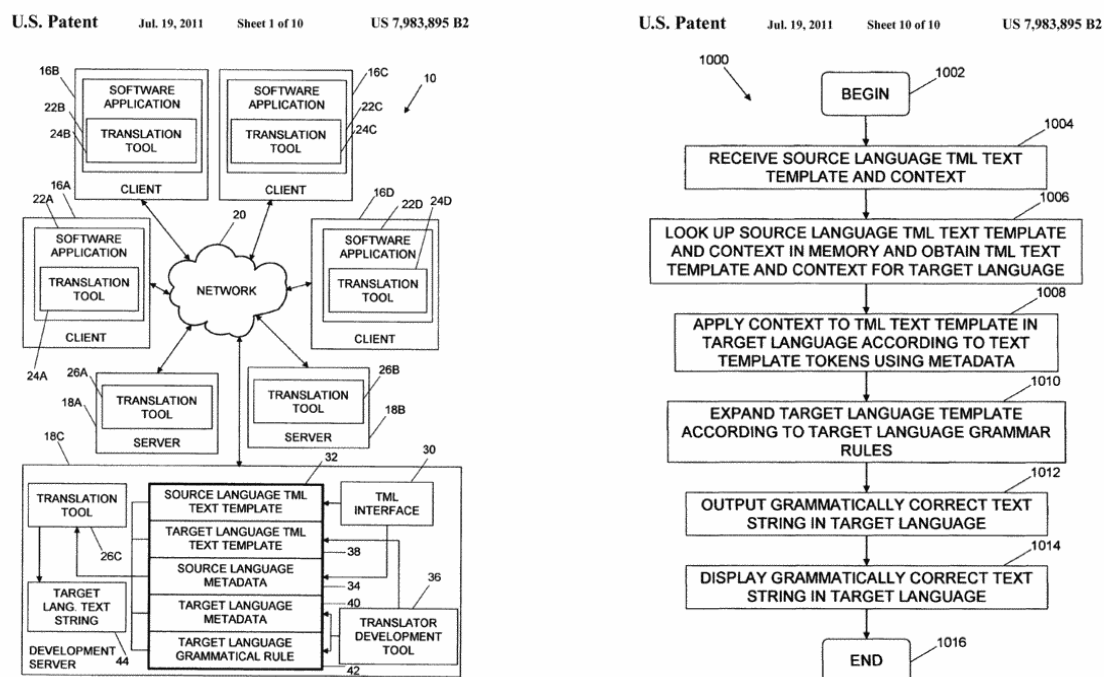 U.S. Patent Jul. 19, 2011 Sheet 1 of 10 US 7,983,895 B2
16B
16C
10
SOFTWARE
APPLICATION
22B
24B
TRANSLATION
TOOL
CLIENT
SOFTWARE
APPLICATION
22C
24C
TRANSLATION
TOOL
CLIENT
16A
22A
SOFTWARE
APPLICATION
TRANSLATION
TOOL
CLIENT
24A
20
NETWORK
16D
22D
24D
SOFTWARE
APPLICATION
TRANSLATION
TOOL
CLIENT
26A
18A
TRANSLATION
TOOL
SERVER
26B
TRANSLATION
TOOL
SERVER
18B
18C
32
30
TRANSLATION
TOOL
26C
SOURCE LANGUAGE TML
TEXT TEMPLATE
TML
INTERFACE
TARGET LANGUAGE TML
TEXT TEMPLATE
38
SOURCE LANGUAGE
METADATA
34
36
TARGET
LANG. TEXT
STRING
40
TARGET LANGUAGE
METADATA
TRANSLATOR
DEVELOPMENT
TOOL
TARGET LANGUAGE
GRAMMATICAL RULE
DEVELOPMENT
SERVER
44
42
U.S. Patent Jul. 19, 2011 Sheet 10 of 10 US 7,983,895 B2
1000
1002
BEGIN
1004
RECEIVE SOURCE LANGUAGE TML TEXT
TEMPLATE AND CONTEXT
1006
LOOK UP SOURCE LANGUAGE TML TEXT TEMPLATE
AND CONTEXT IN MEMORY AND OBTAIN TML TEXT
TEMPLATE AND CONTEXT FOR TARGET LANGUAGE
1008
APPLY CONTEXT TO TML TEXT TEMPLATE IN
TARGET LANGUAGE ACCORDING TO TEXT
TEMPLATE TOKENS USING METADATA
1010
EXPAND TARGET LANGUAGE TEMPLATE
ACCORDING TO TARGET LANGUAGE GRAMMAR
RULES
1012
OUTPUT GRAMMATICALLY CORRECT TEXT
STRING IN TARGET LANGUAGE
1014
DISPLAY GRAMMATICALLY CORRECT TEXT
STRING IN TARGET LANGUAGE
1016
END